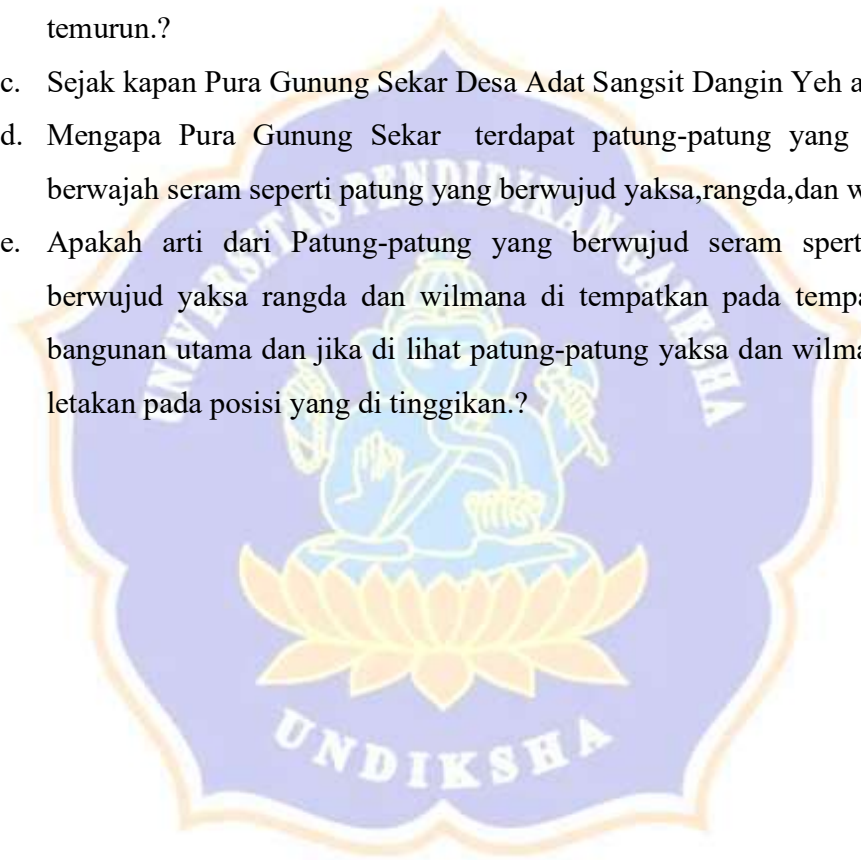 temurun.?
c. Sejak kapan Pura Gunung Sekar Desa Adat Sangsit Dangin Yeh
d. Mengapa Pura Gunung Sekar terdapat patung-patung yang
berwajah seram seperti patung yang berwujud yaksa,rangda,dan
e. Apakah arti dari Patung-patung yang berwujud seram
berwujud yaksa rangda dan wilmana di tempatkan pada
bangunan utama dan jika di lihat patung-patung yaksa dan
letakan pada posisi yang di tinggikan.?
UNIVERSITAS PENDIDIKAN GANESHA
UNDIKSHA